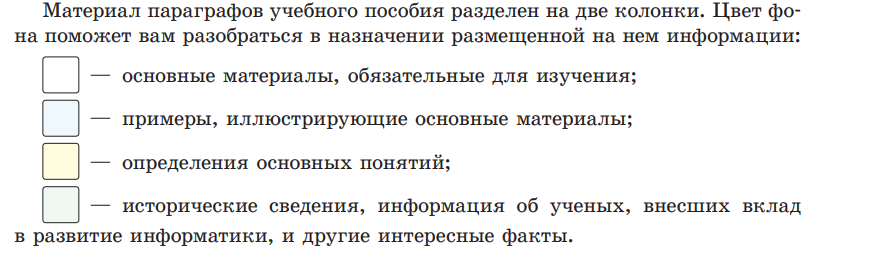 Материал параграфов учебного пособия разделен на две колонки. Цвет фо-
на поможет вам разобраться в назначении размещенной на нем информации:
— основные материалы, обязательные для изучения;
— примеры, иллюстрирующие основные материалы;
— определения основных понятий;
— исторические сведения, информация об ученых, внесших вклад
в развитие информатики, и другие интересные факты.